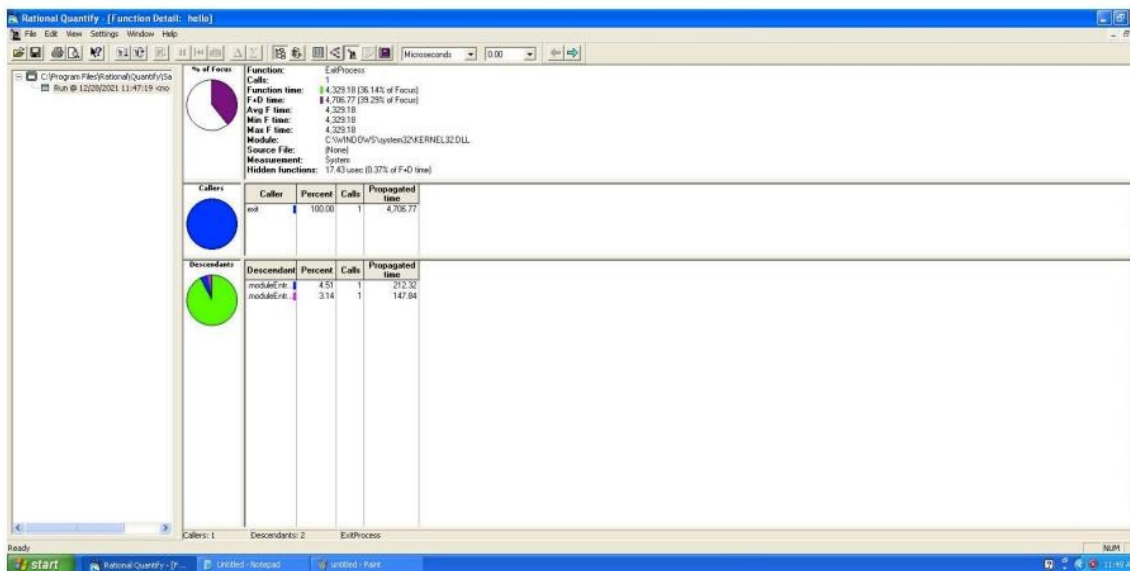 Rational Quantify - [Function Detail: hello]
File Edit View Settings Window Help
Microseconds 0.00
C:\Program Files\Rational\Quantify\Sa
Run @ 12/28/2021 11:47:19 <no
% of Focus
Function: ExitProcess
Calls: 1
Function time: 4,329.18 (36.14% of Focus)
F+D time: 4,706.77 (39.29% of Focus)
Avg F time: 4,329.18
Min F time: 4,329.18
Max F time: 4,329.18
Module: C:\WINDOWS\system32\KERNEL32.DLL
Source File: (None)
Measurement: System
Hidden functions: 17.43 usec (0.37% of F+D time)
Callers
Caller Percent Calls Propagated time
exit 100.00 1 4,706.77
Descendants
Descendant Percent Calls Propagated time
moduleEntr... 4.51 1 212.32
moduleEntr... 3.14 1 147.84
Callers: 1 Descendants: 2 ExitProcess
Ready NUM
start Rational Quantify - [F... Untitled - Notepad untitled - Paint